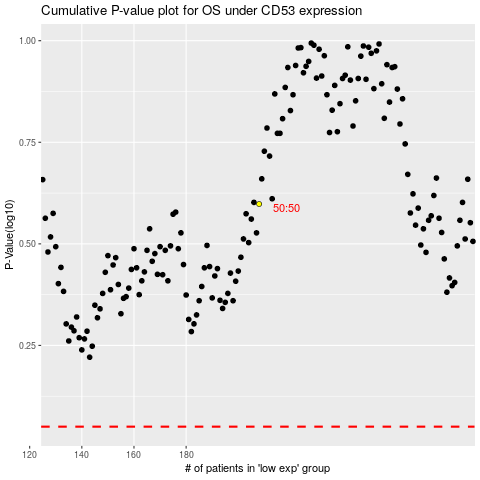 Cumulative P-value plot for OS under CD53 expression
P-Value(log10)
1.00
0.75
0.50
0.25
50:50
120 140 160 180
# of patients in 'low exp' group